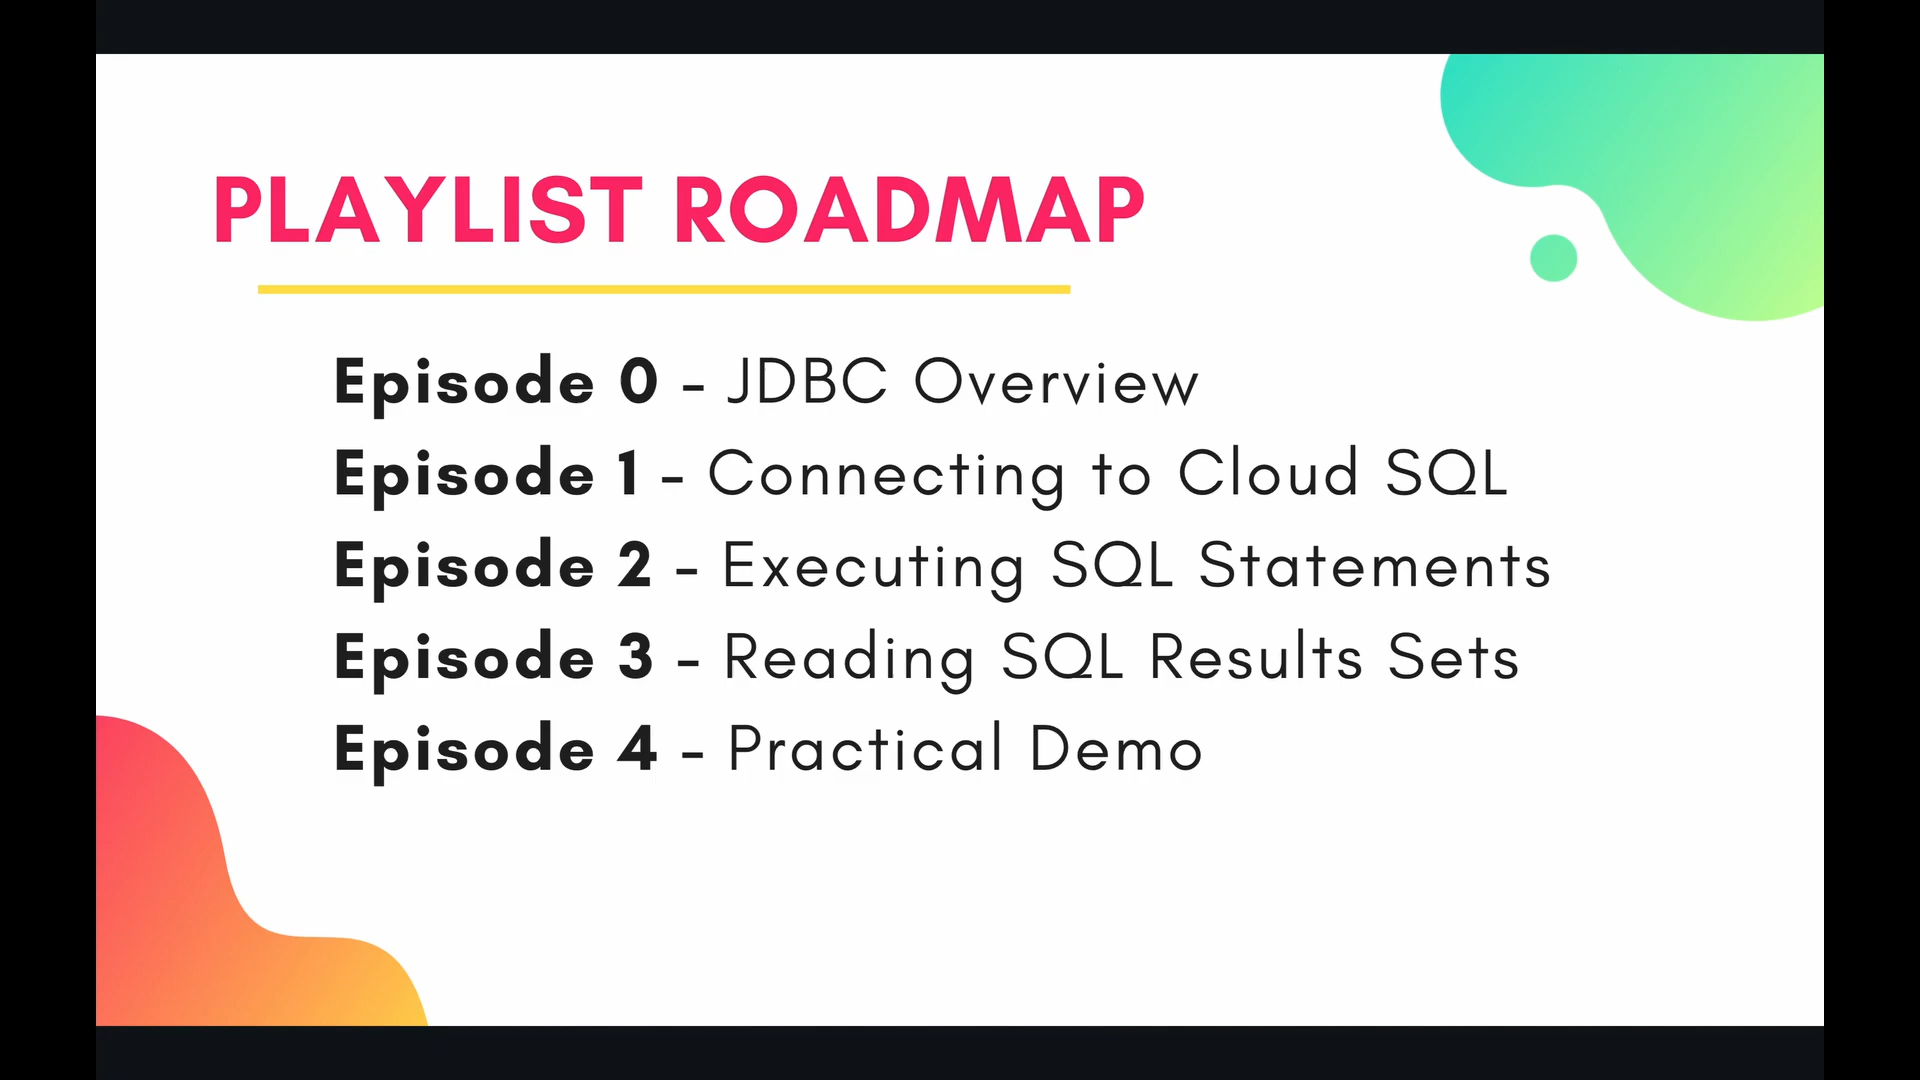 PLAYLIST ROADMAP
Episode 0 - JDBC Overview
Episode 1 - Connecting to Cloud SQL
Episode 2 - Executing SQL Statements
Episode 3 - Reading SQL Results Sets
Episode 4 - Practical Demo